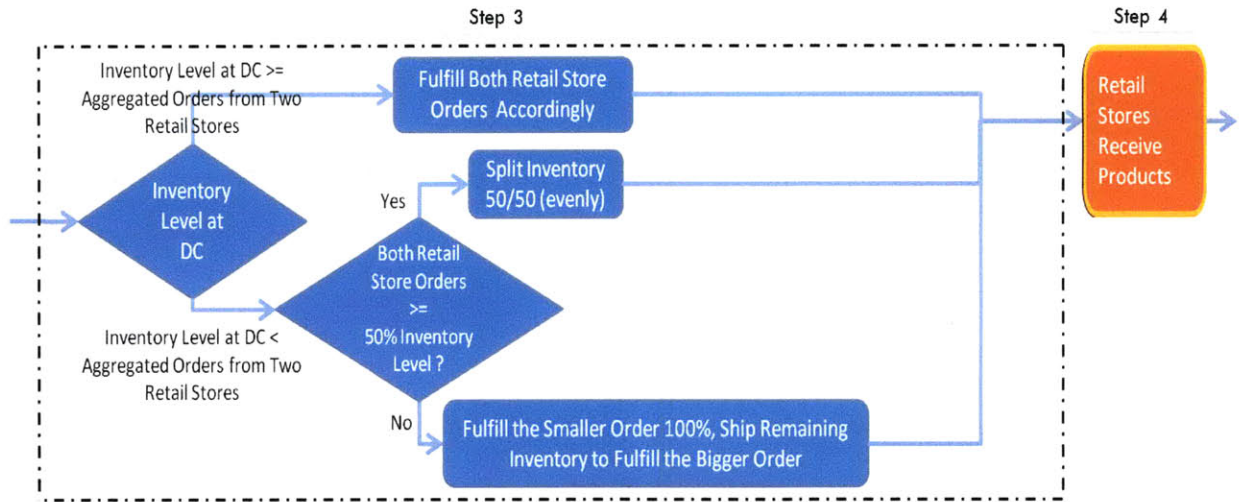 Step 3
Step 4
Inventory Level at DC >=
Aggregated Orders from Two
Retail Stores
Fulfill Both Retail Store
Orders Accordingly
Retail
Stores
Receive
Products
Split Inventory
50/50 (evenly)
Yes
Inventory
Level at
DC
Both Retail
Store Orders
>=
50% Inventory
Level ?
Inventory Level at DC <
Aggregated Orders from Two
Retail Stores
No
Fulfill the Smaller Order 100%, Ship Remaining
Inventory to Fulfill the Bigger Order